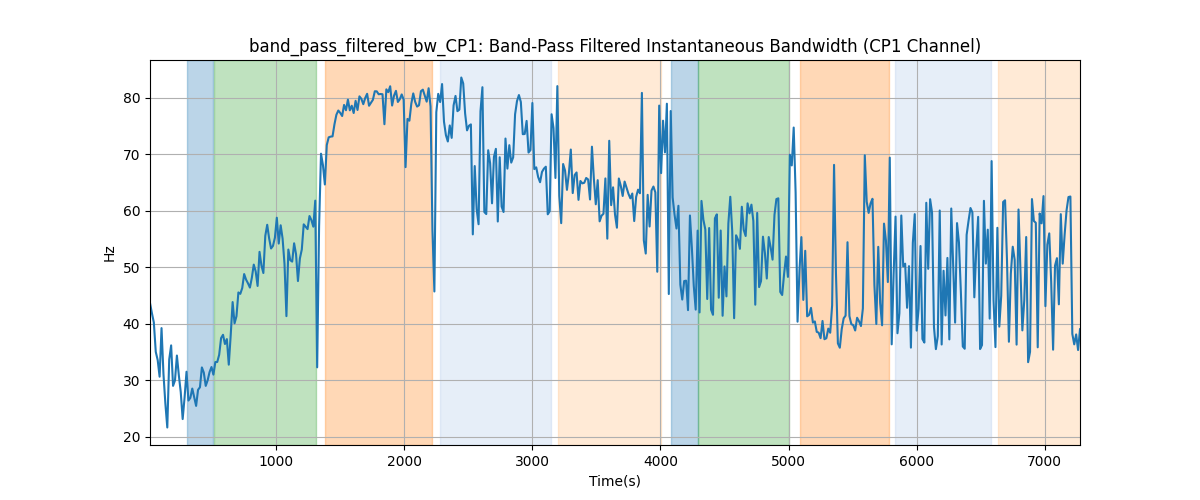 band_pass_filtered_bw_CP1: Band-Pass Filtered Instantaneous Bandwidth (CP1 Channel)
80
70
60
50
40
30
20
Hz
1000 2000 3000 4000 5000 6000 7000
Time(s)